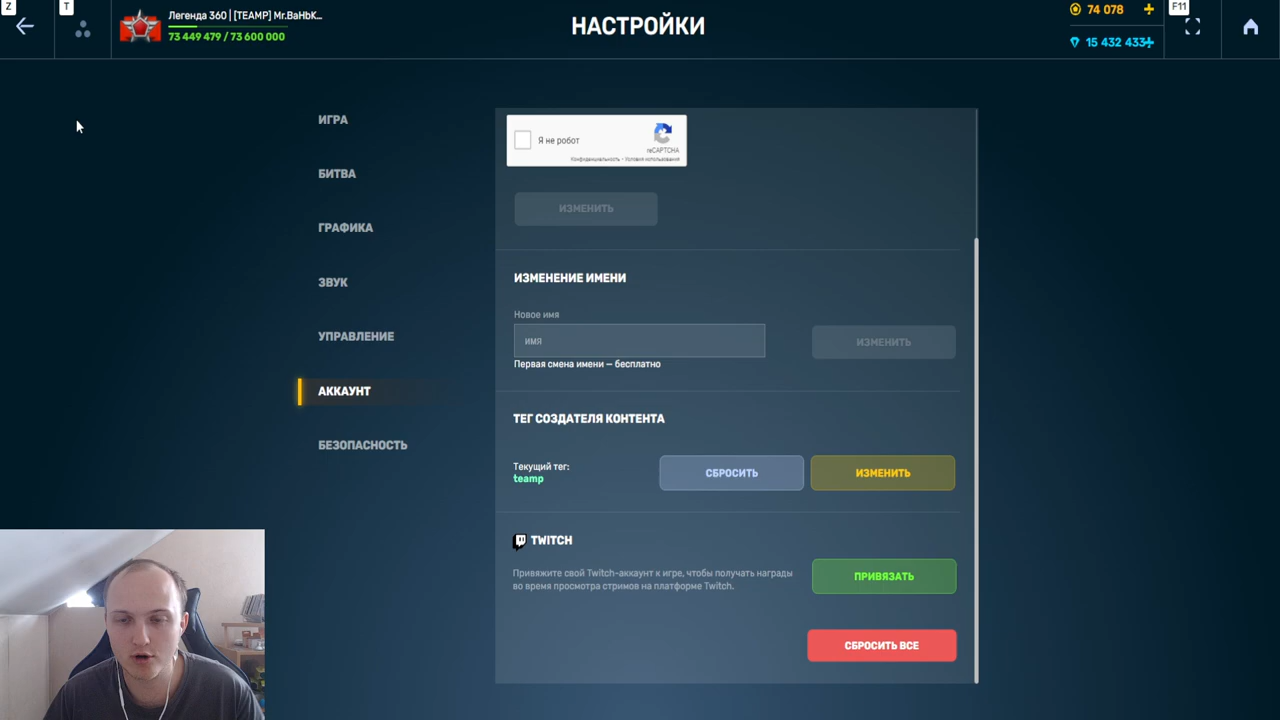 Z
T
Легенда 360 | [TEAMP] Mr.BaHbK...
73 449 479 / 73 600 000
НАСТРОЙКИ
74 078
15 432 433
F11
ИГРА
БИТВА
ГРАФИКА
ЗВУК
УПРАВЛЕНИЕ
АККАУНТ
БЕЗОПАСНОСТЬ
Я не робот
reCAPTCHA
Конфиденциальность - Условия использования
ИЗМЕНИТЬ
ИЗМЕНЕНИЕ ИМЕНИ
Новое имя
имя
ИЗМЕНИТЬ
Первая смена имени — бесплатно
ТЕГ СОЗДАТЕЛЯ КОНТЕНТА
Текущий тег:
teamp
СБРОСИТЬ
ИЗМЕНИТЬ
TWITCH
Привяжите свой Twitch-аккаунт к игре, чтобы получать награды
во время просмотра стримов на платформе Twitch.
ПРИВЯЗАТЬ
СБРОСИТЬ ВСЕ